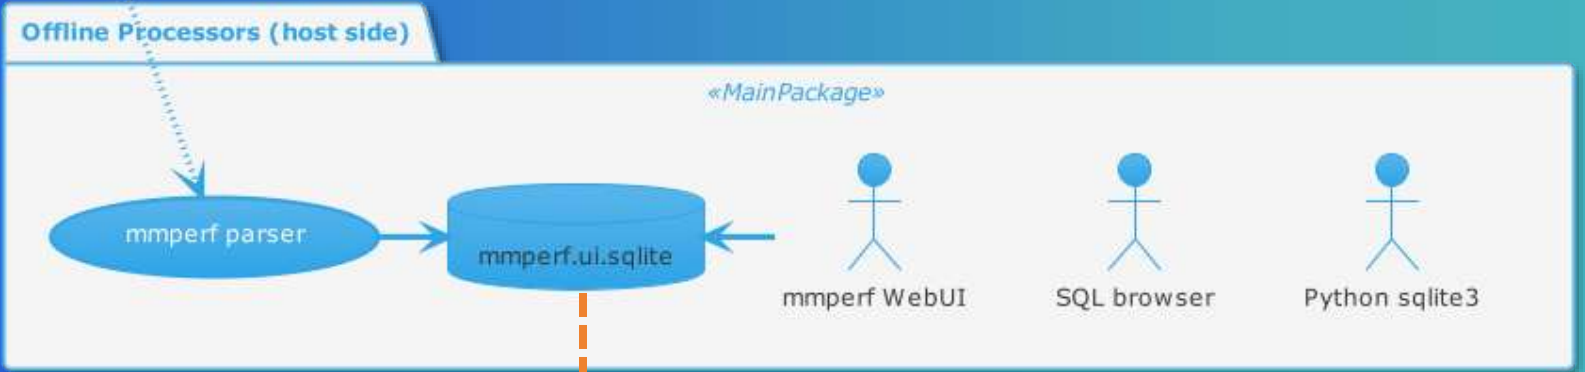 Offline Processors (host side)
«MainPackage»
mmperf parser
mmperf.ui.sqlite
mmperf WebUI
SQL browser
Python sqlite3